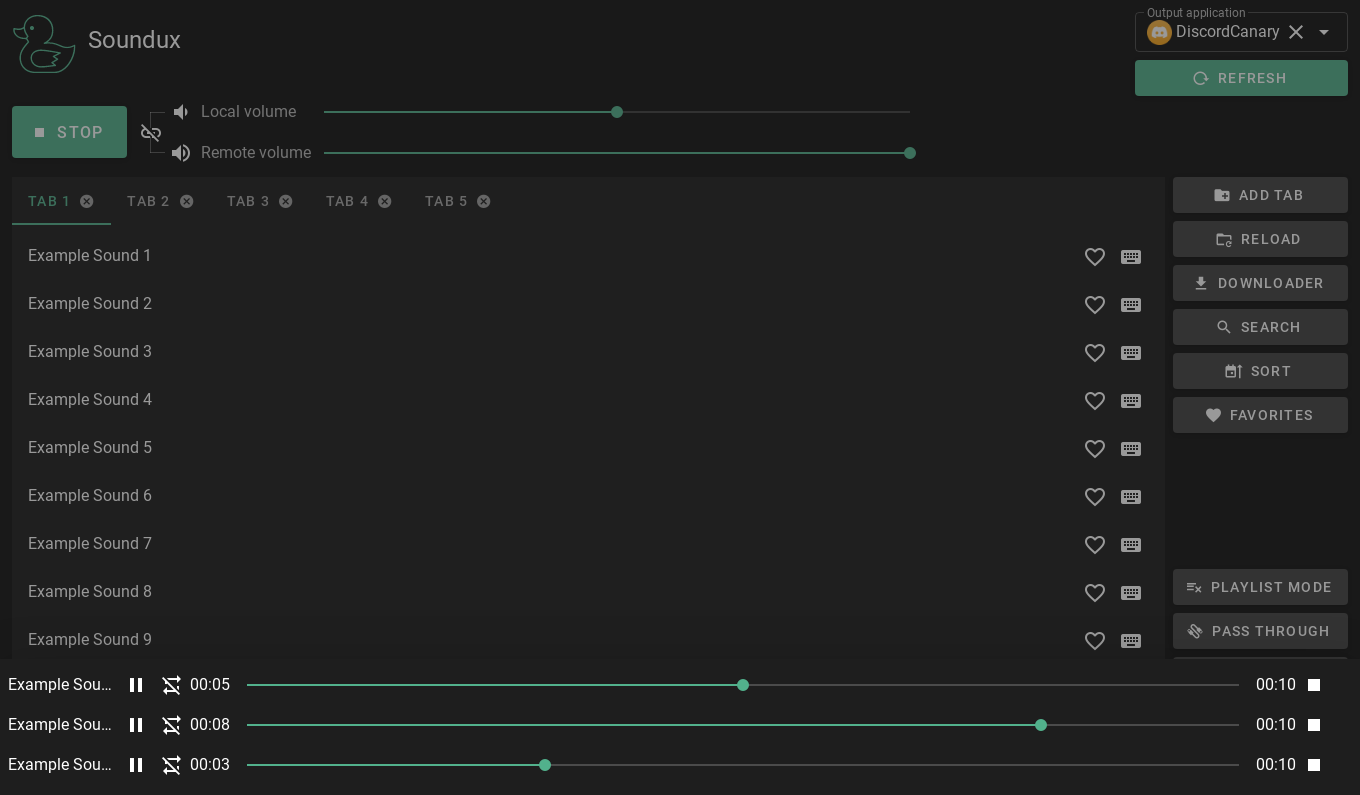 Soundux
Output application
DiscordCanary
REFRESH
STOP
Local volume
Remote volume
TAB 1 TAB 2 TAB 3 TAB 4 TAB 5
Example Sound 1
Example Sound 2
Example Sound 3
Example Sound 4
Example Sound 5
Example Sound 6
Example Sound 7
Example Sound 8
Example Sound 9
ADD TAB
RELOAD
DOWNLOADER
SEARCH
SORT
FAVORITES
PLAYLIST MODE
PASS THROUGH
Example Sou... 00:05 00:10
Example Sou... 00:08 00:10
Example Sou... 00:03 00:10